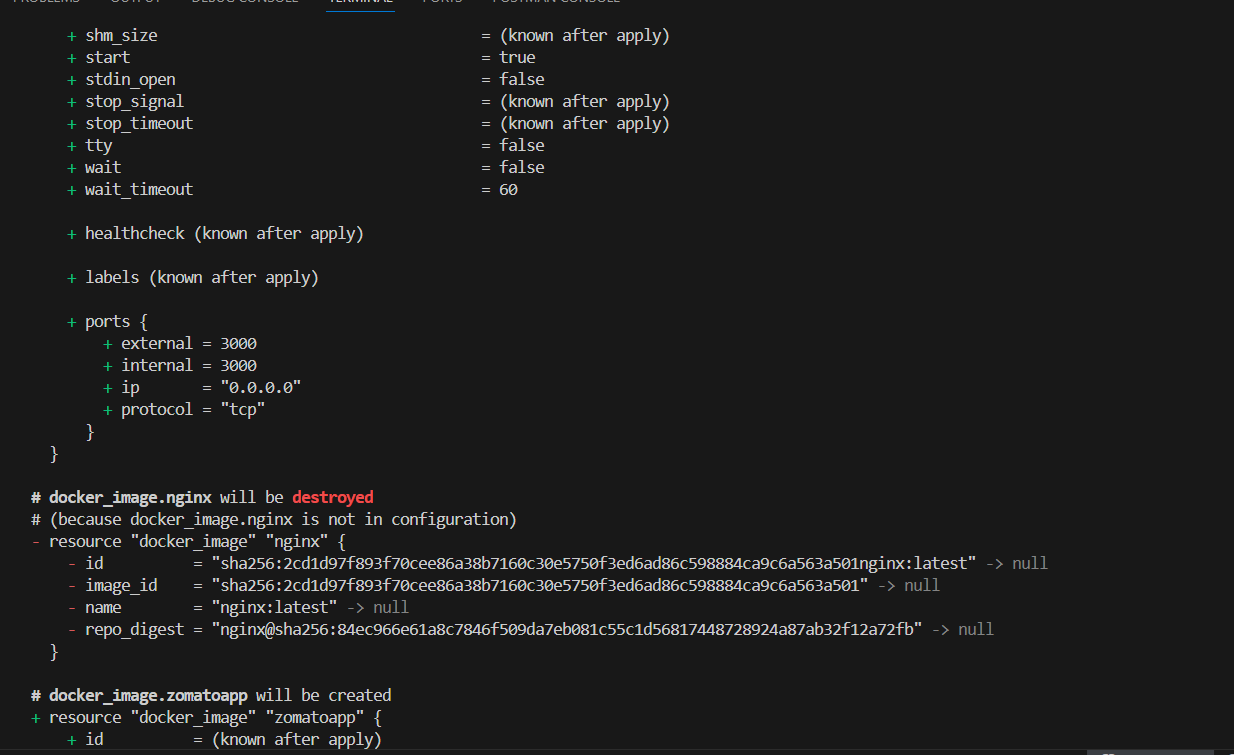 PROBLEMS OUTPUT DEBUG CONSOLE TERMINAL PORTS POSTMAN CONSOLE
+ shm_size = (known after apply)
+ start = true
+ stdin_open = false
+ stop_signal = (known after apply)
+ stop_timeout = (known after apply)
+ tty = false
+ wait = false
+ wait_timeout = 60
+ healthcheck (known after apply)
+ labels (known after apply)
+ ports {
+ external = 3000
+ internal = 3000
+ ip = "0.0.0.0"
+ protocol = "tcp"
}
}
# docker_image.nginx will be destroyed
# (because docker_image.nginx is not in configuration)
- resource "docker_image" "nginx" {
- id = "sha256:2cd1d97f893f70cee86a38b7160c30e5750f3ed6ad86c598884ca9c6a563a501nginx:latest" -> null
- image_id = "sha256:2cd1d97f893f70cee86a38b7160c30e5750f3ed6ad86c598884ca9c6a563a501" -> null
- name = "nginx:latest" -> null
- repo_digest = "nginx@sha256:84ec966e61a8c7846f509da7eb081c55c1d56817448728924a87ab32f12a72fb" -> null
}
# docker_image.zomatoapp will be created
+ resource "docker_image" "zomatoapp" {
+ id = (known after apply)